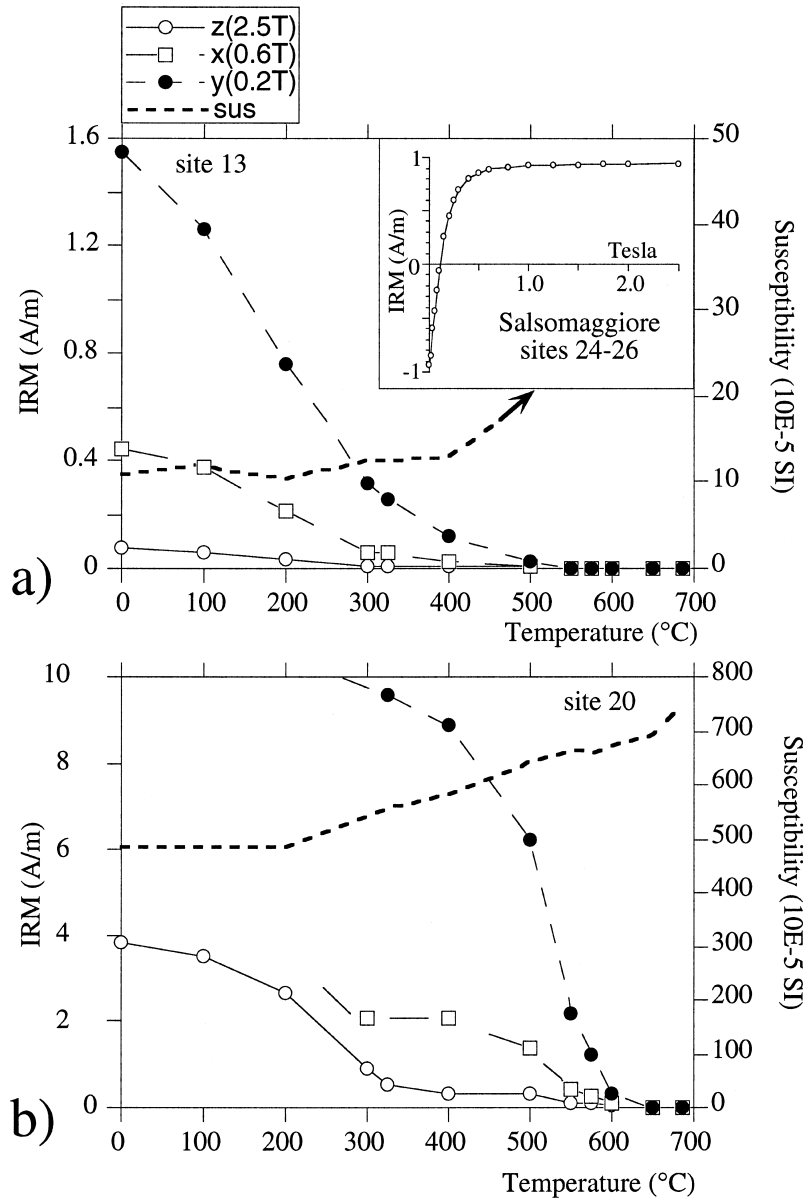 z(2.5T)
x(0.6T)
y(0.2T)
sus
site 13
1.6
1.2
0.8
0.4
0
IRM (A/m)
50
40
30
20
10
0
Susceptibility (10E-5 SI)
1
0
-1
IRM (A/m)
Tesla
1.0 2.0
Salsomaggiore
sites 24-26
a)
0 100 200 300 400 500 600 700
Temperature (°C)
site 20
10
8
6
4
2
0
IRM (A/m)
800
700
600
500
400
300
200
100
0
Susceptibility (10E-5 SI)
b)
0 100 200 300 400 500 600 700
Temperature (°C)